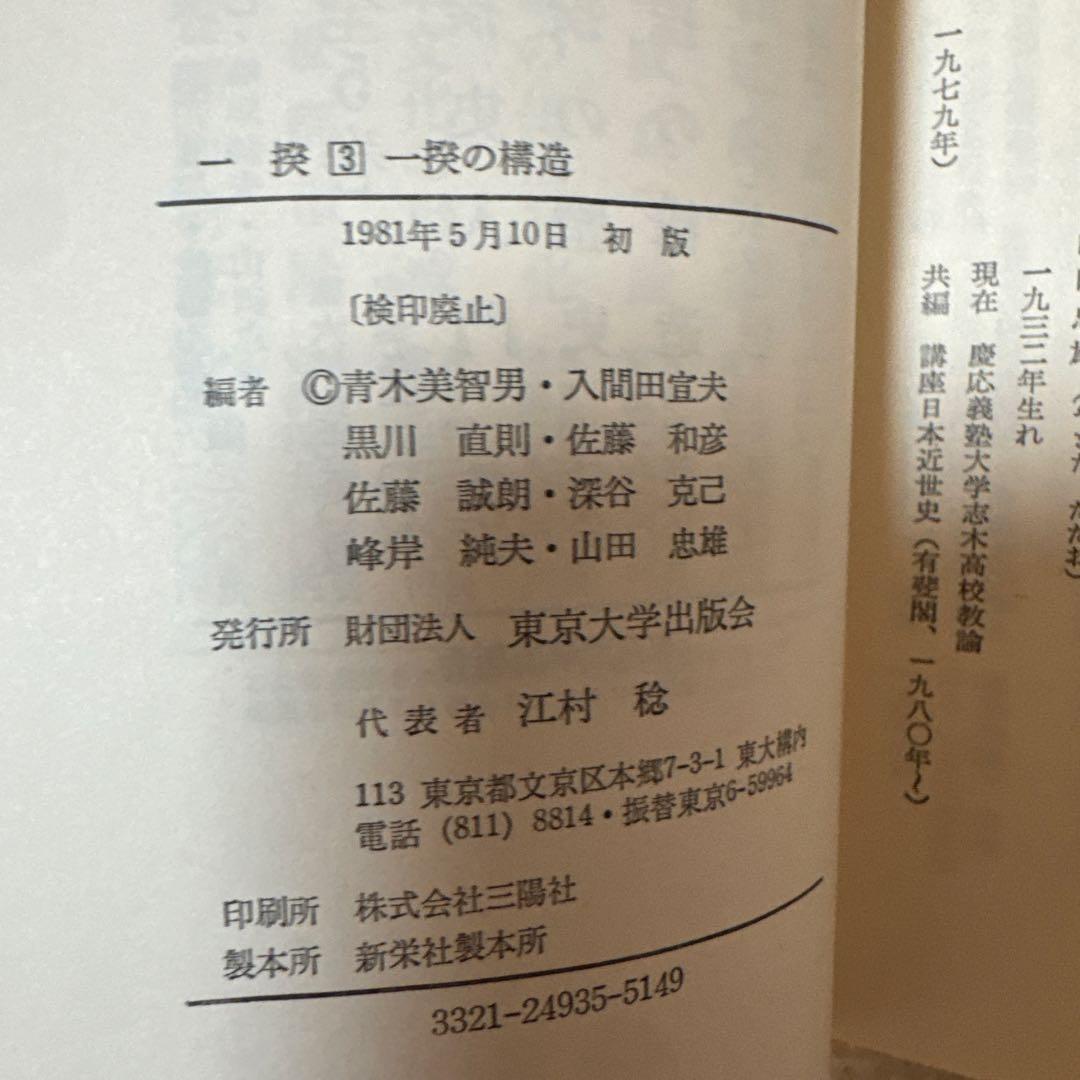 一 揆 3 一揆の構造
1981年5月10日 初 版
〔検印廃止〕
編者 ©青木美智男・入間田宣夫
黒川 直則・佐藤 和彦
佐藤 誠朗・深谷 克己
峰岸 純夫・山田 忠雄
発行所 財団法人 東京大学出版会
代表者 江村 稔
113 東京都文京区本郷7-3-1 東大構内
電話 (811) 8814・振替東京6-59964
印刷所 株式会社三陽社
製本所 新栄社製本所
3321-24935-5149
一九三二年生れ
現在 慶応義塾大学志木高校教諭
共編 講座日本近世史(有斐閣、一九八〇年〜)
一九七九年)